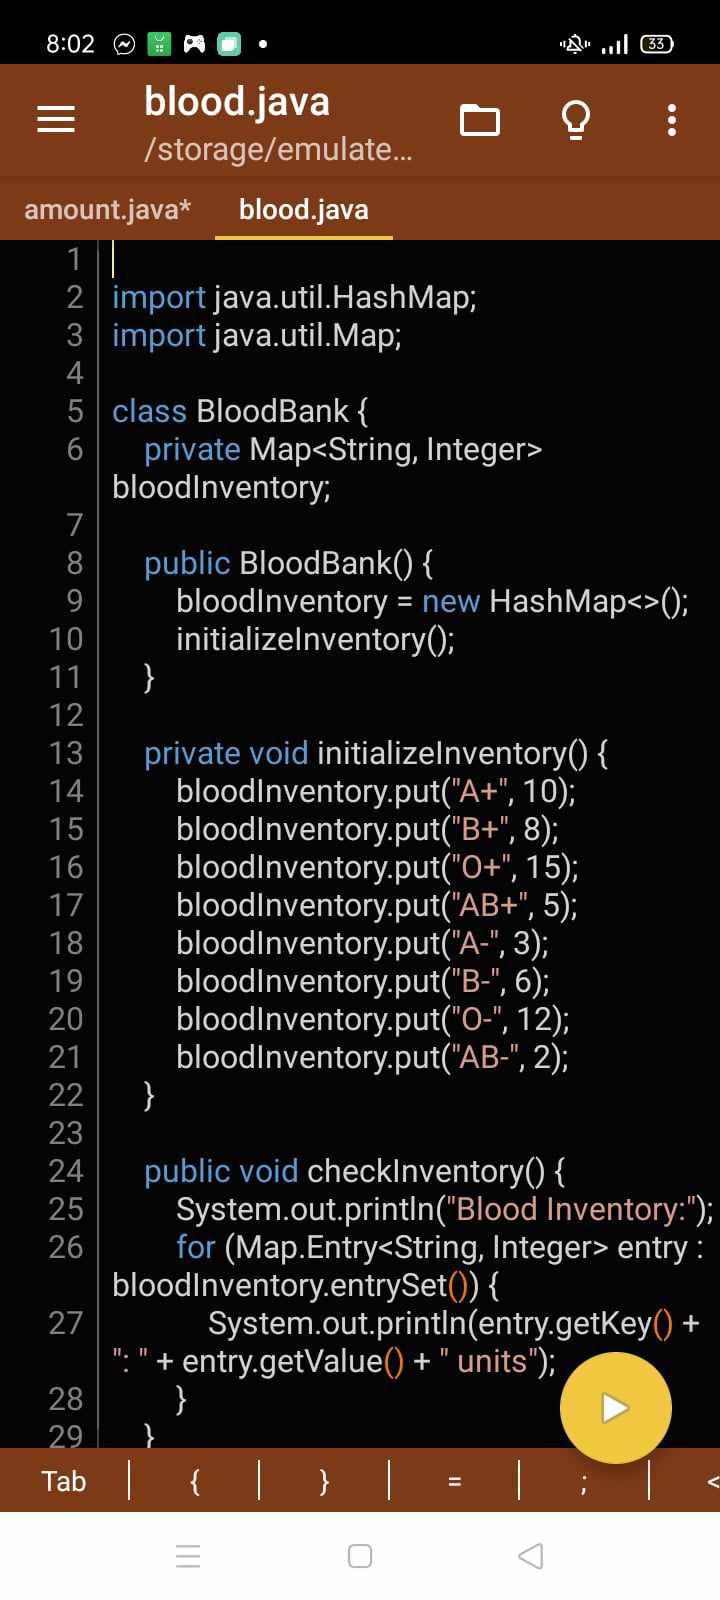 8:02
33
blood.java
/storage/emulate...
amount.java*
blood.java
1
2 import java.util.HashMap;
3 import java.util.Map;
4
5 class BloodBank {
6 private Map<String, Integer>
bloodInventory;
7
8 public BloodBank() {
9 bloodInventory = new HashMap<>();
10 initializeInventory();
11 }
12
13 private void initializeInventory() {
14 bloodInventory.put("A+", 10);
15 bloodInventory.put("B+", 8);
16 bloodInventory.put("O+", 15);
17 bloodInventory.put("AB+", 5);
18 bloodInventory.put("A-", 3);
19 bloodInventory.put("B-", 6);
20 bloodInventory.put("O-", 12);
21 bloodInventory.put("AB-", 2);
22 }
23
24 public void checkInventory() {
25 System.out.println("Blood Inventory:");
26 for (Map.Entry<String, Integer> entry :
bloodInventory.entrySet()) {
27 System.out.println(entry.getKey() +
": " + entry.getValue() + " units");
28 }
29 }
Tab { } = ; <